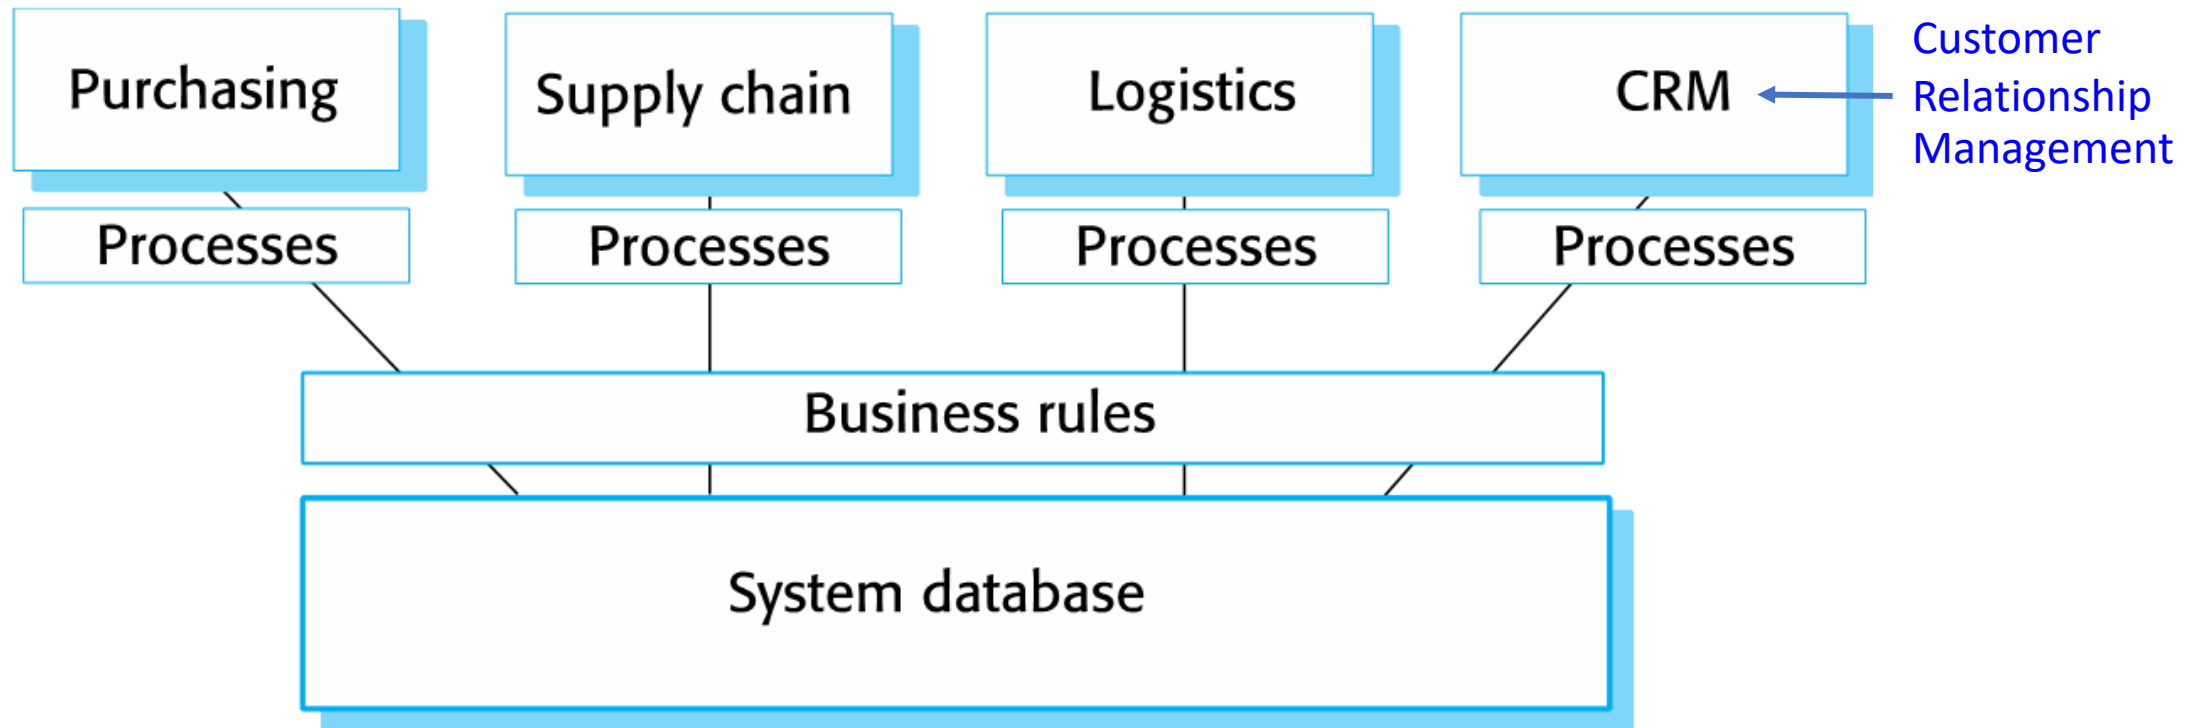 Purchasing
Supply chain
Logistics
CRM
Customer
Relationship
Management
Processes
Processes
Processes
Processes
Business rules
System database